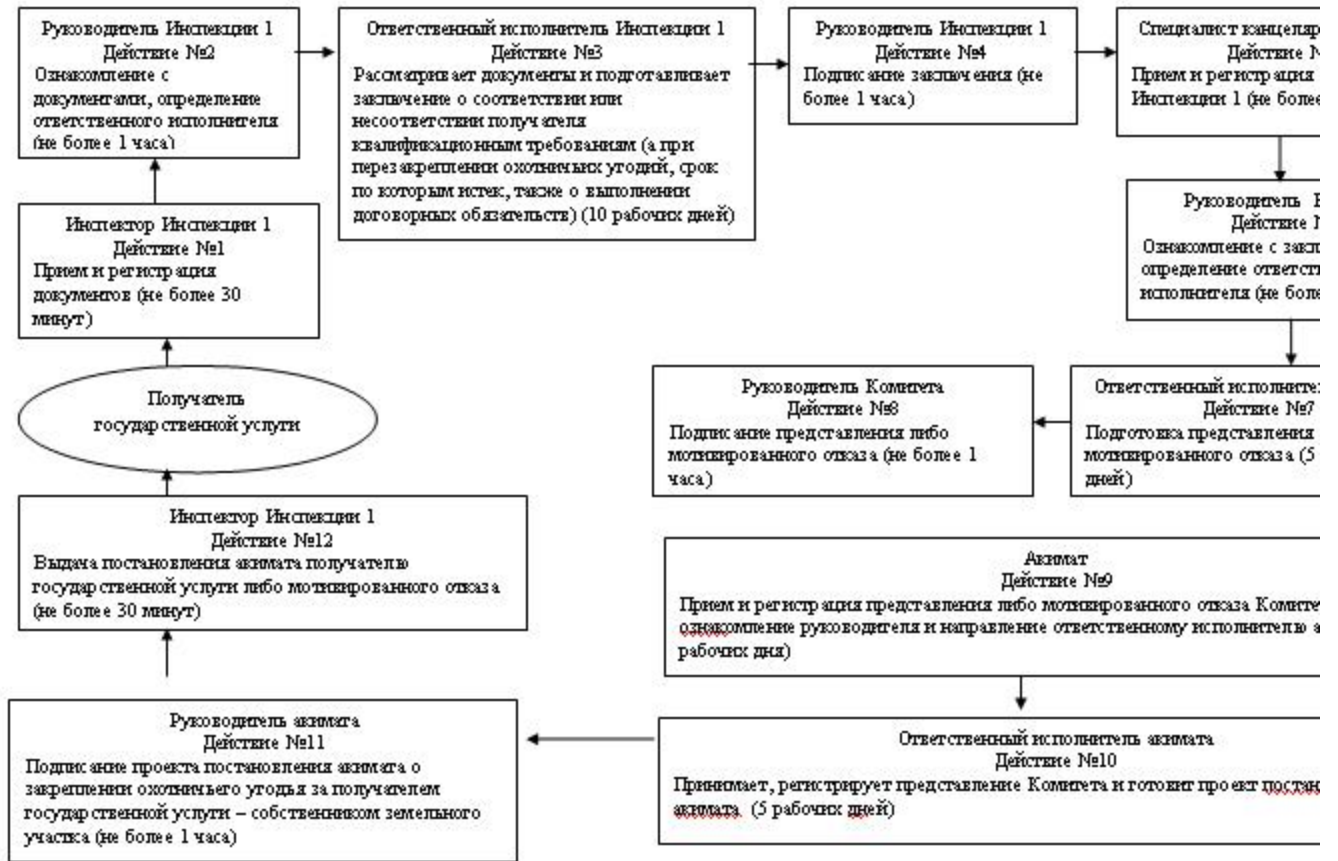 Руководитель Инспекции 1
Действие №2
Ознакомление с
документами, определение
ответственного исполнителя
(не более 1 часа)
Ответственный исполнитель Инспекции 1
Действие №3
Рассматривает документы и подготавливает
заключение о соответствии или
несоответствии получателя
квалификационным требованиям (а при
перезакреплении охотничьих угодий, срок
по которым истек, также о выполнении
договорных обязательств) (10 рабочих дней)
Руководитель Инспекции 1
Действие №4
Подписание заключения (не
более 1 часа)
Специалист
Действие
Прием и регистрация
Инспекции 1 (не более
Инспектор Инспекции 1
Действие №1
Прием и регистрация
документов (не более 30
минут)
Руководитель
Действие
Ознакомление с
определение
исполнителя (не
Получатель
государственной услуги
Руководитель Комитета
Действие №8
Подписание представления либо
мотивированного отказа (не более 1
часа)
Ответственный
Действие №7
Подготовка представления
мотивированного отказа (5
дней)
Инспектор Инспекции 1
Действие №12
Выдача постановления акимата получателю
государственной услуги либо мотивированного отказа
(не более 30 минут)
Акимат
Действие №9
Прием и регистрация представления либо мотивированного отказа
ознакомление руководителя и направление ответственному исполнителю
рабочих дня)
Руководитель акимата
Действие №11
Подписание проекта постановления акимата о
закреплении охотничьего угодья за получателем
государственной услуги – собственником земельного
участка (не более 1 часа)
Ответственный исполнитель акимата
Действие №10
Принимает, регистрирует представление Комитета и готовит проект
акимата (5 рабочих дней)